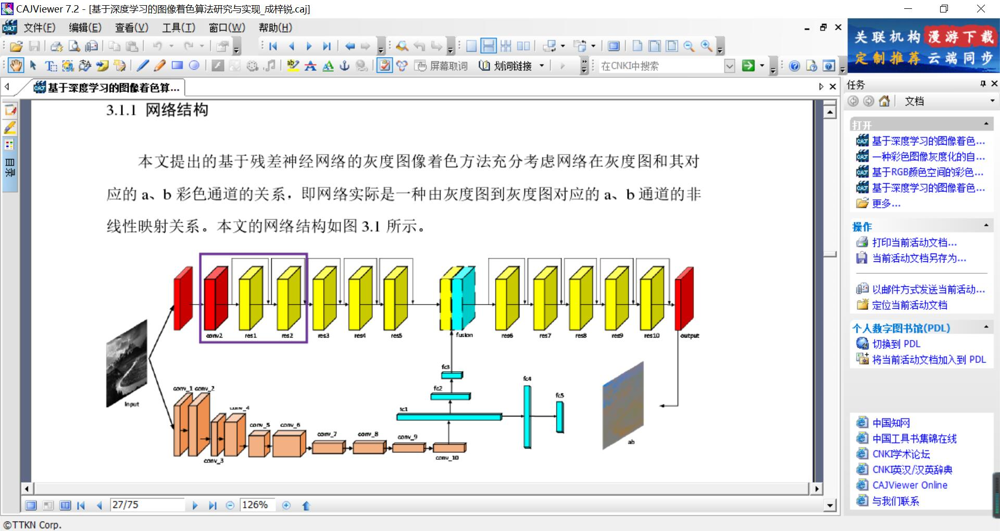 CAJViewer 7.2 - [基于深度学习的图像着色算法研究与实现_成梓锐.caj]
文件(F) 编辑(E) 查看(V) 工具(T) 窗口(W) 帮助(H)
关联机构 漫游下载
定制推荐 云端同步
屏幕取词 划词链接 在CNKI中搜索
基于深度学习的图像着色算...
目录
3.1.1 网络结构
本文提出的基于残差神经网络的灰度图像着色方法充分考虑网络在灰度图和其对
应的 a、b 彩色通道的关系，即网络实际是一种由灰度图到灰度图对应的 a、b 通道的非
线性映射关系。本文的网络结构如图 3.1 所示。
conv2 res1 res2 res3 res4 res5 fusion res6 res7 res8 res9 res10 output
input
fc3
fc2
fc1
fc4
fc5
conv_1 conv_2
conv_3
conv_4
conv_5 conv_6
conv_7 conv_8 conv_9
conv_10
ab
27/75 126%
©TTKN Corp.
任务
文档
打开
基于深度学习的图像着色...
一种彩色图像灰度化的自...
基于RGB颜色空间的彩色...
基于深度学习的图像着色...
更多...
操作
打印当前活动文档...
当前活动文档另存为...
以邮件方式发送当前活动...
定位当前活动文档
个人数字图书馆(PDL)
切换到 PDL
将当前活动文档加入到 PDL
中国知网
中国工具书集锦在线
CNKI学术论坛
CNKI英汉/汉英辞典
CAJViewer Online
与我们联系